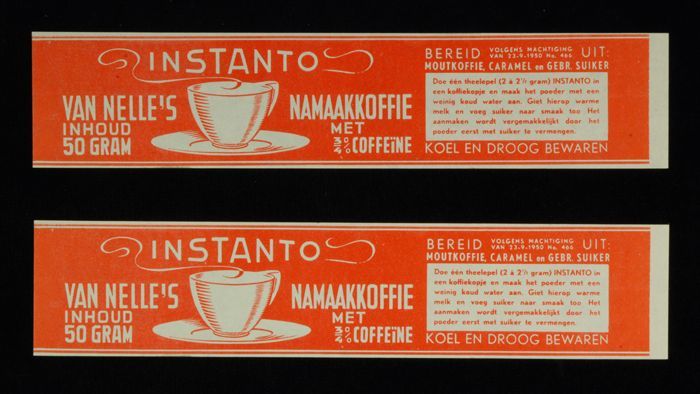 INSTANTO
VAN NELLE'S
INHOUD
50 GRAM
NAMAAKKOFFIE
MET
COFFEÏNE
BEREID VOLGENS MACHTIGING VAN 23-9-1950 No. 466 UIT:
MOUTKOFFIE, CARAMEL en GEBR. SUIKER
Doe één theelepel (2 à 2½ gram) INSTANTO in
een koffiekopje en maak het poeder met een
weinig koud water aan. Giet hierop warme
melk en voeg suiker naar smaak toe Het
aanmaken wordt vergemakkelijkt door het
poeder eerst met suiker te vermengen.
KOEL EN DROOG BEWAREN
INSTANTO
VAN NELLE'S
INHOUD
50 GRAM
NAMAAKKOFFIE
MET
COFFEÏNE
BEREID VOLGENS MACHTIGING VAN 23-9-1950 No. 466 UIT:
MOUTKOFFIE, CARAMEL en GEBR. SUIKER
Doe één theelepel (2 à 2½ gram) INSTANTO in
een koffiekopje en maak het poeder met een
weinig koud water aan. Giet hierop warme
melk en voeg suiker naar smaak toe Het
aanmaken wordt vergemakkelijkt door het
poeder eerst met suiker te vermengen.
KOEL EN DROOG BEWAREN